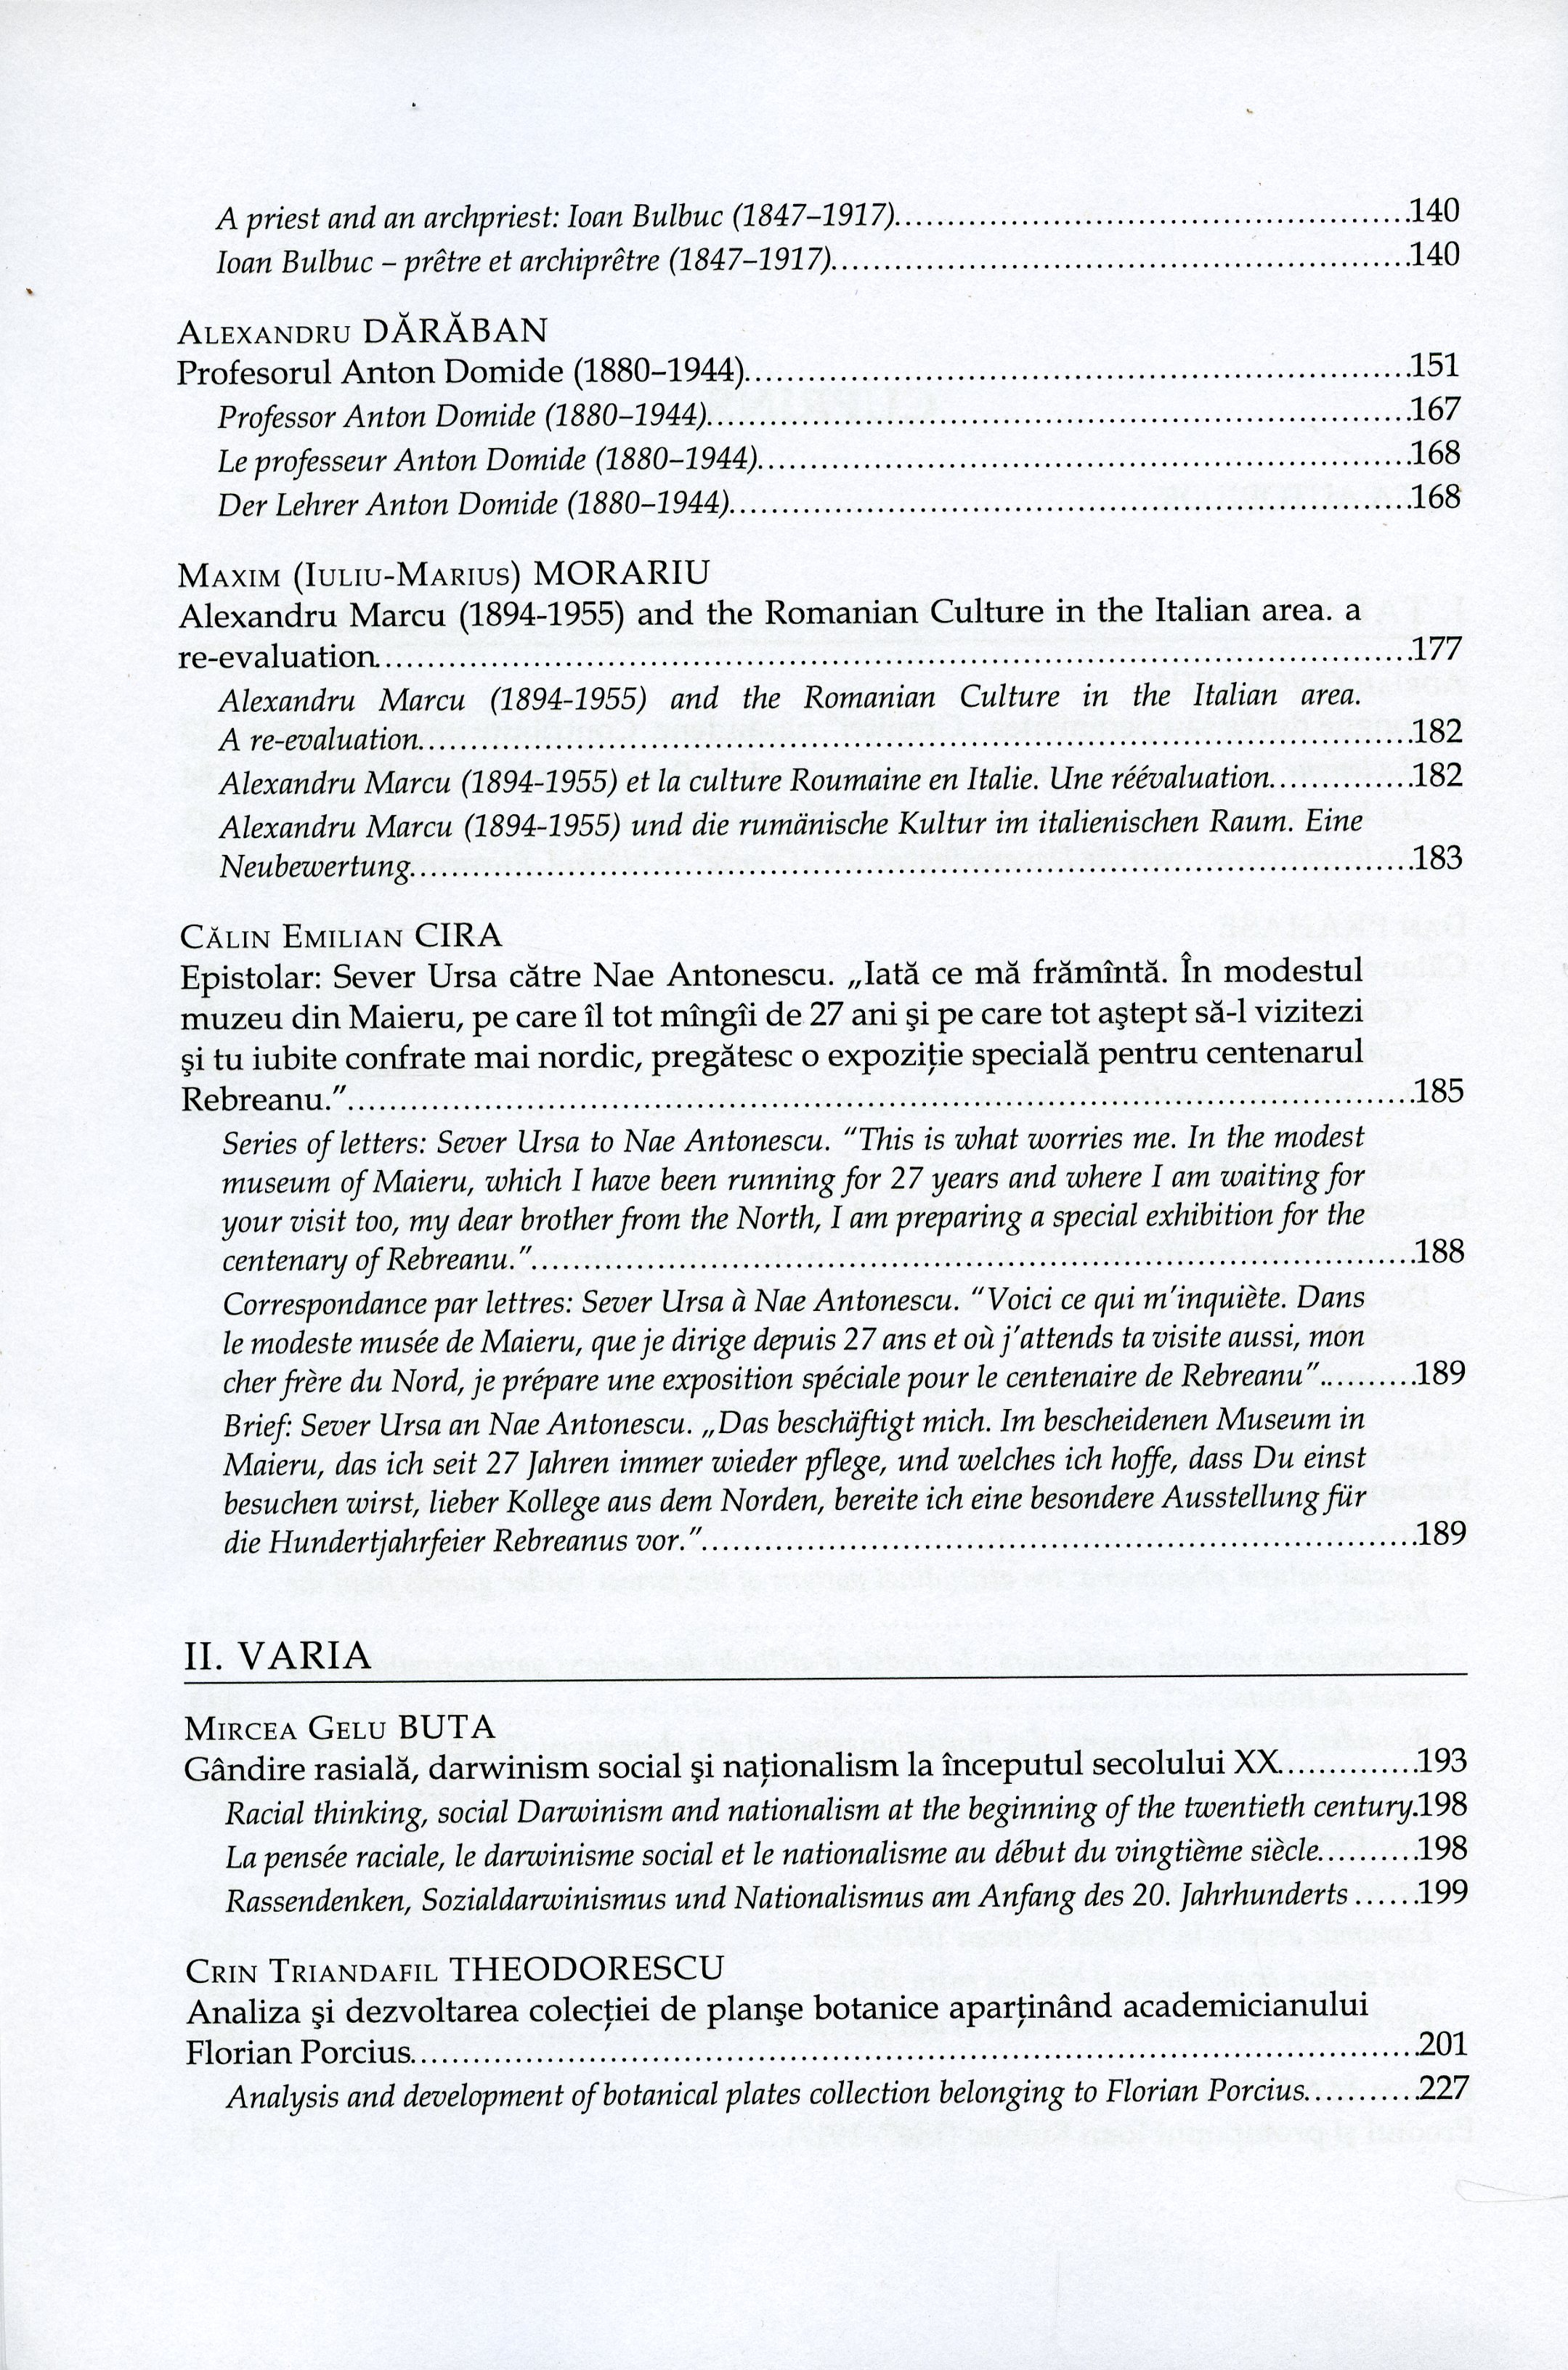 A priest and an archpriest: Ioan Bulbuc (1847–1917)..........140
Ioan Bulbuc – prêtre et archiprêtre (1847–1917)..........140
ALEXANDRU DĂRĂBAN
Profesorul Anton Domide (1880–1944)..........151
Professor Anton Domide (1880–1944)..........167
Le professeur Anton Domide (1880–1944)..........168
Der Lehrer Anton Domide (1880–1944)..........168
MAXIM (IULIU-MARIUS) MORARIU
Alexandru Marcu (1894-1955) and the Romanian Culture in the Italian area. a
re-evaluation..........177
Alexandru Marcu (1894-1955) and the Romanian Culture in the Italian area.
A re-evaluation..........182
Alexandru Marcu (1894-1955) et la culture Roumaine en Italie. Une réévaluation..........182
Alexandru Marcu (1894-1955) und die rumänische Kultur im italienischen Raum. Eine
Neubewertung..........183
CĂLIN EMILIAN CIRA
Epistolar: Sever Ursa către Nae Antonescu. „Iată ce mă frămîntă. În modestul
muzeu din Maieru, pe care îl tot mîngîi de 27 ani şi pe care tot aştept să-l vizitezi
şi tu iubite confrate mai nordic, pregătesc o expoziţie specială pentru centenarul
Rebreanu.”..........185
Series of letters: Sever Ursa to Nae Antonescu. “This is what worries me. In the modest
museum of Maieru, which I have been running for 27 years and where I am waiting for
your visit too, my dear brother from the North, I am preparing a special exhibition for the
centenary of Rebreanu.”..........188
Correspondance par lettres: Sever Ursa à Nae Antonescu. “Voici ce qui m'inquiète. Dans
le modeste musée de Maieru, que je dirige depuis 27 ans et où j'attends ta visite aussi, mon
cher frère du Nord, je prépare une exposition spéciale pour le centenaire de Rebreanu”..........189
Brief: Sever Ursa an Nae Antonescu. „Das beschäftigt mich. Im bescheidenen Museum in
Maieru, das ich seit 27 Jahren immer wieder pflege, und welches ich hoffe, dass Du einst
besuchen wirst, lieber Kollege aus dem Norden, bereite ich eine besondere Ausstellung für
die Hundertjahrfeier Rebreanus vor.”..........189
II. VARIA
MIRCEA GELU BUTA
Gândire rasială, darwinism social şi naţionalism la începutul secolului XX..........193
Racial thinking, social Darwinism and nationalism at the beginning of the twentieth century.198
La pensée raciale, le darwinisme social et le nationalisme au début du vingtième siècle..........198
Rassendenken, Sozialdarwinismus und Nationalismus am Anfang des 20. Jahrhunderts ......199
CRIN TRIANDAFIL THEODORESCU
Analiza şi dezvoltarea colecţiei de planşe botanice aparţinând academicianului
Florian Porcius..........201
Analysis and development of botanical plates collection belonging to Florian Porcius..........227